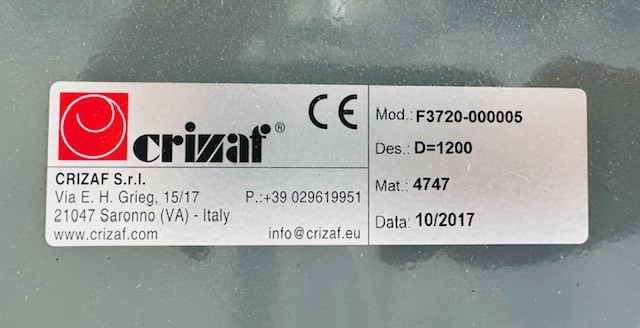 crizaf®
CE
CRIZAF S.r.l.
Via E. H. Grieg, 15/17 P.:+39 029619951
21047 Saronno (VA) - Italy
www.crizaf.com info@crizaf.eu
Mod.: F3720-000005
Des.: D=1200
Mat.: 4747
Data: 10/2017